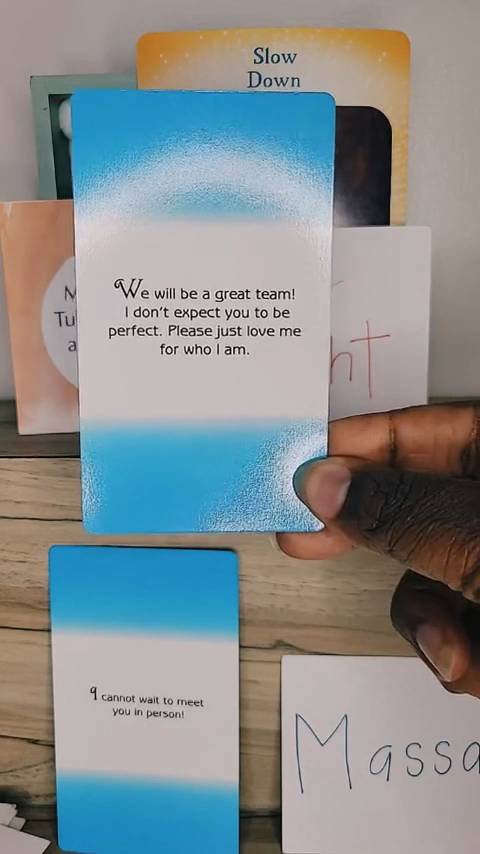 Slow
Down
We will be a great team!
I don't expect you to be
perfect. Please just love me
for who I am.
I cannot wait to meet
you in person!